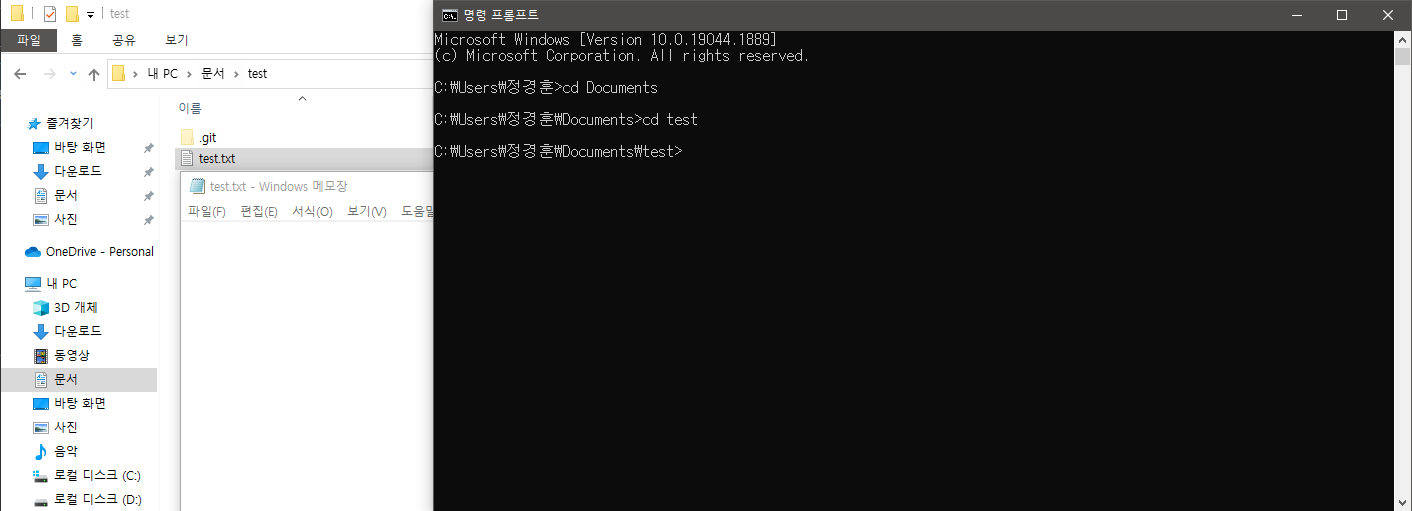 test
파일
홈
공유
보기
내 PC
문서
test
이름
즐겨찾기
바탕 화면
다운로드
문서
사진
OneDrive - Personal
내 PC
3D 개체
다운로드
동영상
문서
바탕 화면
사진
음악
로컬 디스크 (C:)
로컬 디스크 (D:)
.git
test.txt
test.txt - Windows 메모장
파일(F) 편집(E) 서식(O) 보기(V) 도움말
명령 프롬프트
Microsoft Windows [Version 10.0.19044.1889]
(c) Microsoft Corporation. All rights reserved.
C:₩Users₩정경훈>cd Documents
C:₩Users₩정경훈₩Documents>cd test
C:₩Users₩정경훈₩Documents₩test>